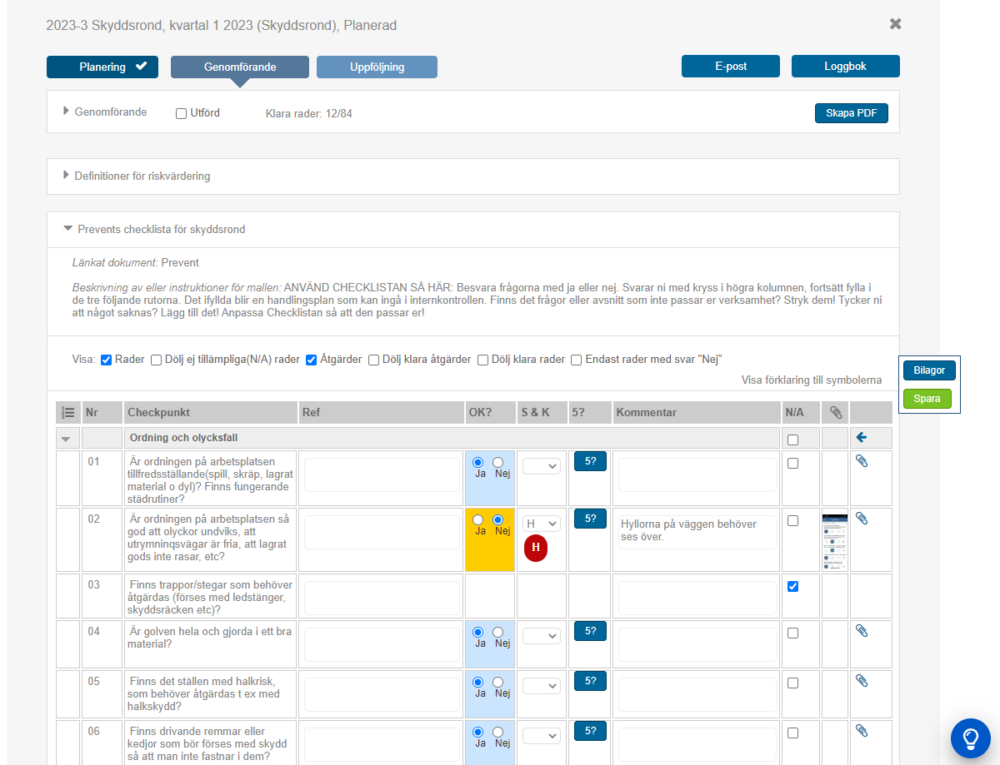 2023-3 Skyddsrond, kvartal 1 2023 (Skyddsrond), Planerad
Planering
Genomförande
Uppföljning
E-post
Loggbok
Genomförande
Utförd
Klara rader: 12/84
Skapa PDF
Definitioner för riskvärdering
Prevents checklista för skyddsrond
Länkat dokument: Prevent
Beskrivning av eller instruktioner för mallen: ANVÄND CHECKLISTAN SÅ HÄR: Besvara frågorna med ja eller nej. Svarar ni med kryss i högra kolumnen, fortsätt fylla i
de tre följande rutorna. Det ifyllda blir en handlingsplan som kan ingå i internkontrollen. Finns det frågor eller avsnitt som inte passar er verksamhet? Stryk dem! Tycker ni
att något saknas? Lägg till det! Anpassa Checklistan så att den passar er!
Visa: Rader Dölj ej tillämpliga(N/A) rader Åtgärder Dölj klara åtgärder Dölj klara rader Endast rader med svar "Nej"
Visa förklaring till symbolerna
Bilagor
Spara
Nr Checkpunkt Ref OK? S & K 5? Kommentar N/A
Ordning och olycksfall
01
Är ordningen på arbetsplatsen
tillfredsställande(spill, skräp, lagrat
material o dyl)? Finns fungerande
städrutiner?
Ja Nej
5?
02
Är ordningen på arbetsplatsen så
god att olyckor undviks, att
utrymninqsvägar är fria, att lagrat
gods inte rasar, etc?
Ja Nej
H
H
5?
Hyllorna på väggen behöver
ses över.
03
Finns trappor/stegar som behöver
åtgärdas (förses med ledstänger,
skyddsräcken etc)?
04
Är golven hela och gjorda i ett bra
material?
Ja Nej
5?
05
Finns det ställen med halkrisk,
som behöver åtgärdas t ex med
halkskydd?
Ja Nej
5?
06
Finns drivande remmar eller
kedjor som bör förses med skydd
så att man inte fastnar i dem?
Ja Nej
5?